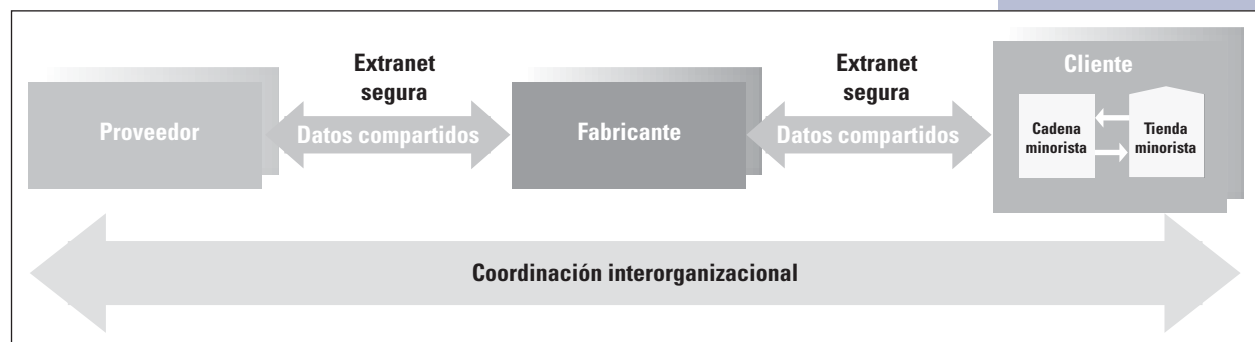 Proveedor
Extranet
segura
Datos compartidos
Fabricante
Extranet
segura
Datos compartidos
Cliente
Cadena
minorista
Tienda
minorista
Coordinación interorganizacional